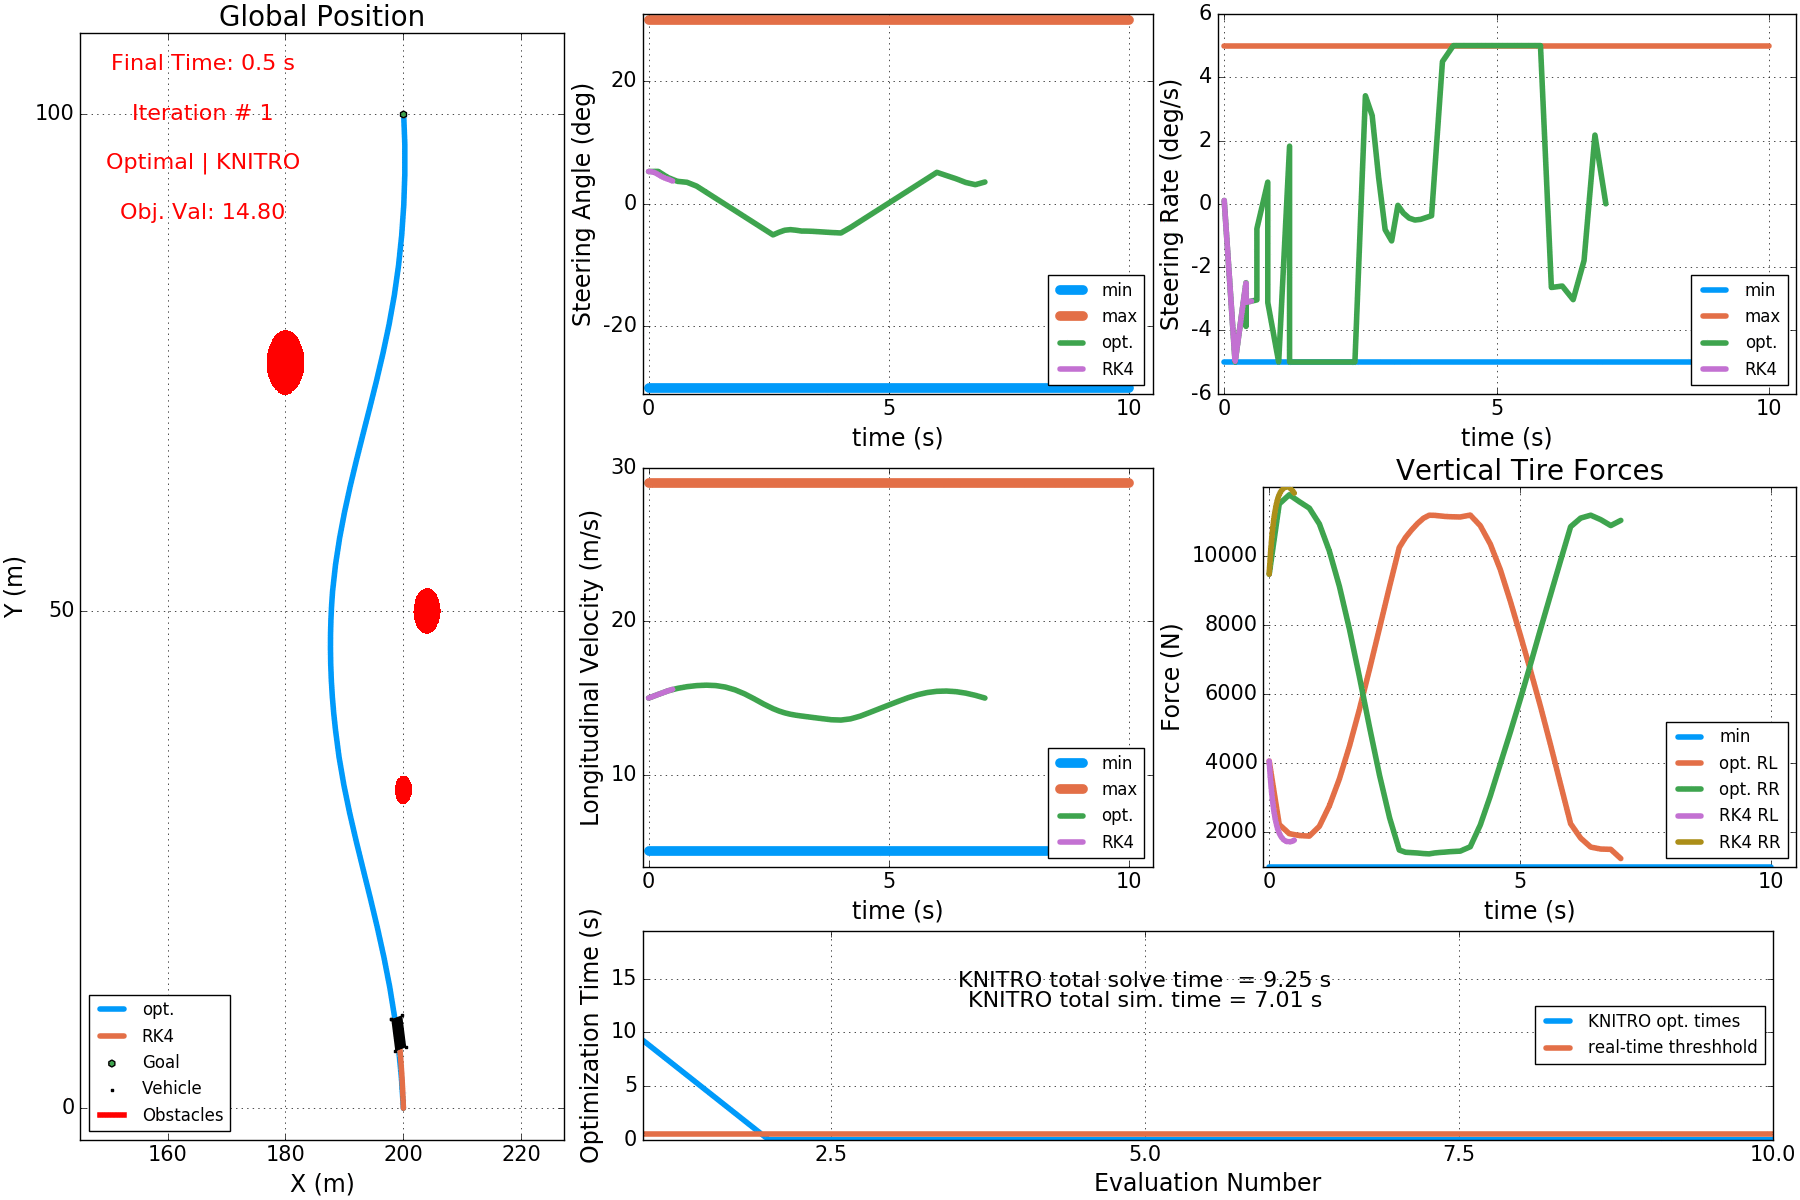 Global Position
Final Time: 0.5 s
Iteration # 1
Optimal | KNITRO
Obj. Val: 14.80
100
50
0
Y (m)
160
180
200
220
X (m)
opt.
RK4
Goal
Vehicle
Obstacles
20
0
-20
Steering Angle (deg)
0
5
10
time (s)
min
max
opt.
RK4
6
4
2
0
-2
-4
-6
Steering Rate (deg/s)
0
5
10
time (s)
min
max
opt.
RK4
30
20
10
Longitudinal Velocity (m/s)
0
5
10
time (s)
min
max
opt.
RK4
Vertical Tire Forces
10000
8000
6000
4000
2000
Force (N)
0
5
10
time (s)
min
opt. RL
opt. RR
RK4 RL
RK4 RR
15
10
5
0
Optimization Time (s)
KNITRO total solve time  = 9.25 s
KNITRO total sim. time = 7.01 s
KNITRO opt. times
real-time threshhold
2.5
5.0
7.5
10.0
Evaluation Number